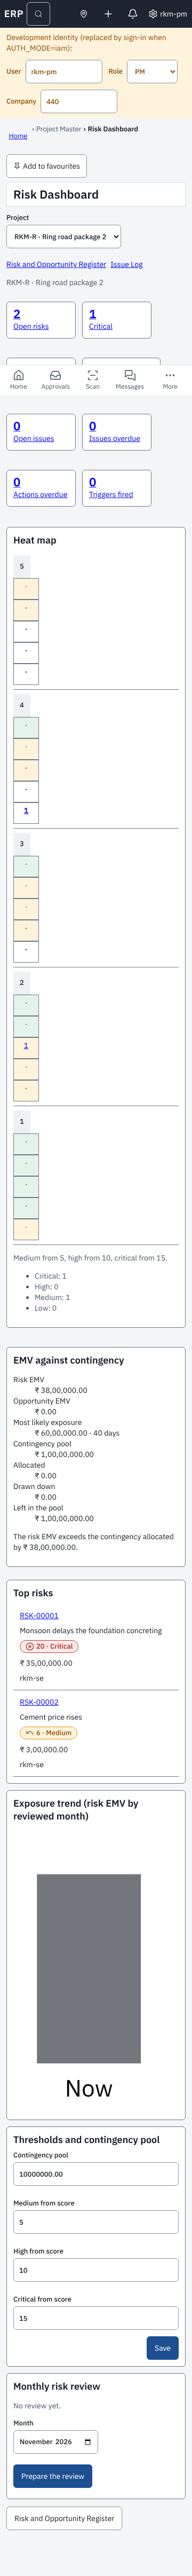 ERP
rkm-pm
Development identity (replaced by sign-in when
AUTH_MODE=iam):
User
rkm-pm
Role
PM
Company
440
Home
› Project Master › Risk Dashboard
Add to favourites
Risk Dashboard
Project
RKM-R · Ring road package 2
Risk and Opportunity Register Issue Log
RKM-R · Ring road package 2
2
Open risks
1
Critical
Home
Approvals
Scan
Messages
More
0
Open issues
0
Issues overdue
0
Actions overdue
0
Triggers fired
Heat map
5
·
·
·
·
·
4
·
·
·
·
1
3
·
·
·
·
·
2
·
·
1
·
·
1
·
·
·
·
·
Medium from 5, high from 10, critical from 15.
• Critical: 1
• High: 0
• Medium: 1
• Low: 0
EMV against contingency
Risk EMV
₹ 38,00,000.00
Opportunity EMV
₹ 0.00
Most likely exposure
₹ 60,00,000.00 · 40 days
Contingency pool
₹ 1,00,00,000.00
Allocated
₹ 0.00
Drawn down
₹ 0.00
Left in the pool
₹ 1,00,00,000.00
The risk EMV exceeds the contingency allocated
by ₹ 38,00,000.00.
Top risks
RSK-00001
Monsoon delays the foundation concreting
20 · Critical
₹ 35,00,000.00
rkm-se
RSK-00002
Cement price rises
6 · Medium
₹ 3,00,000.00
rkm-se
Exposure trend (risk EMV by
reviewed month)
Now
Thresholds and contingency pool
Contingency pool
10000000.00
Medium from score
5
High from score
10
Critical from score
15
Save
Monthly risk review
No review yet.
Month
November 2026
Prepare the review
Risk and Opportunity Register